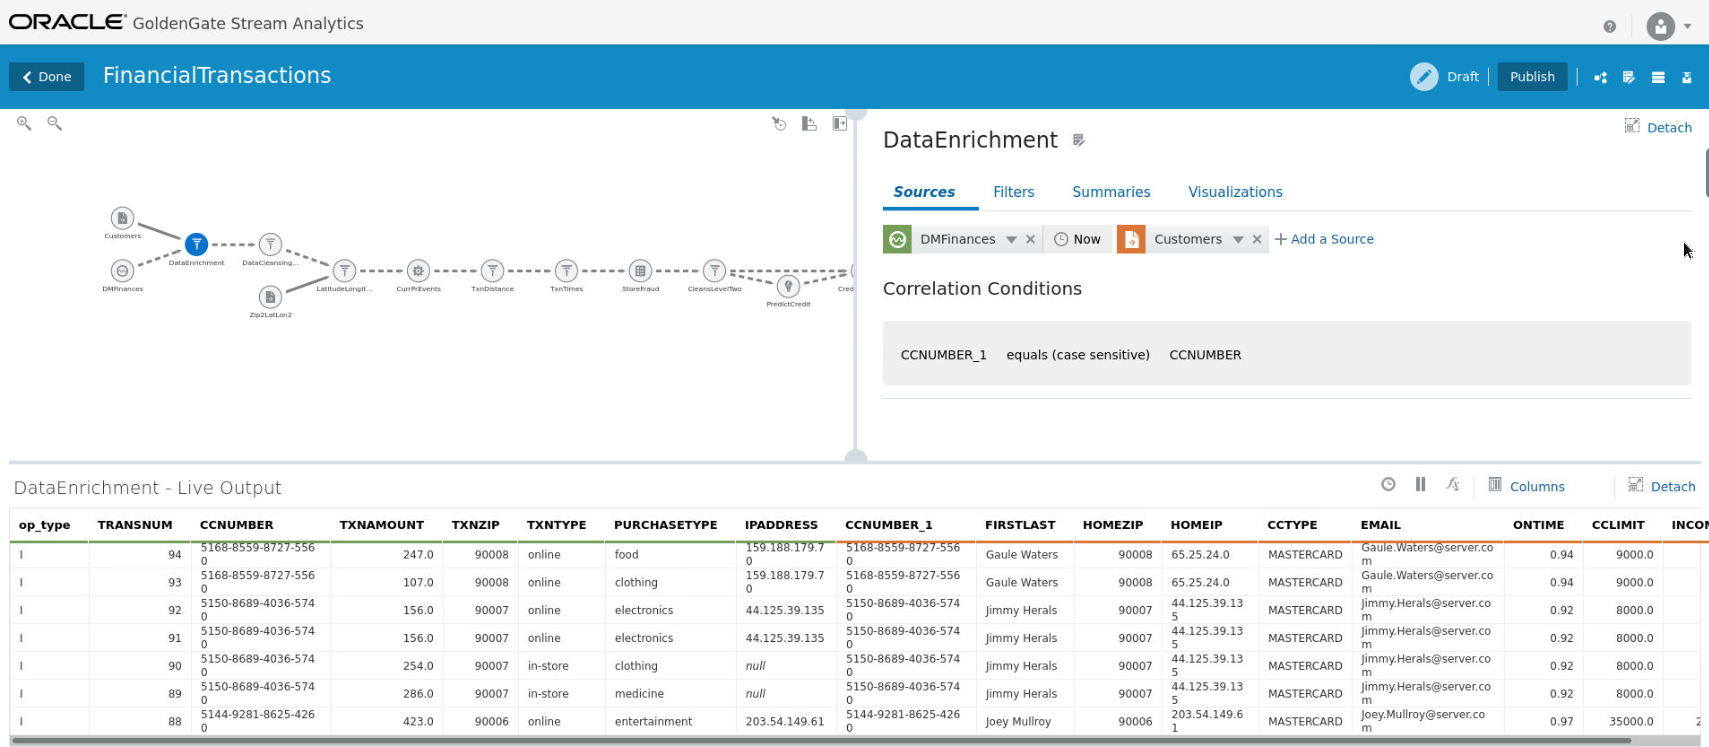 ORACLE GoldenGate Stream Analytics
Done FinancialTransactions Draft Publish
Detach
DataEnrichment
Sources Filters Summaries Visualizations
DMFinances Now Customers Add a Source
Correlation Conditions
CCNUMBER_1 equals (case sensitive) CCNUMBER
Customers
DataEnrichment DataCleansing...
DMFinances LatitudeLongit... CurrPrEvents TxnDistance TxnTimes StoreFraud CleansLevelTwo Cred
PredictCredit
Zip2LatLon2
DataEnrichment - Live Output Columns Detach
op_type TRANSNUM CCNUMBER TXNAMOUNT TXNZIP TXNTYPE PURCHASETYPE IPADDRESS CCNUMBER_1 FIRSTLAST HOMEZIP HOMEIP CCTYPE EMAIL ONTIME CCLIMIT INCOM
I 94 5168-8559-8727-5560 247.0 90008 online food 159.188.179.70 5168-8559-8727-5560 Gaule Waters 90008 65.25.24.0 MASTERCARD Gaule.Waters@server.com 0.94 9000.0
I 93 5168-8559-8727-5560 107.0 90008 online clothing 159.188.179.70 5168-8559-8727-5560 Gaule Waters 90008 65.25.24.0 MASTERCARD Gaule.Waters@server.com 0.94 9000.0
I 92 5150-8689-4036-5740 156.0 90007 online electronics 44.125.39.135 5150-8689-4036-5740 Jimmy Herals 90007 44.125.39.135 MASTERCARD Jimmy.Herals@server.com 0.92 8000.0
I 91 5150-8689-4036-5740 156.0 90007 online electronics 44.125.39.135 5150-8689-4036-5740 Jimmy Herals 90007 44.125.39.135 MASTERCARD Jimmy.Herals@server.com 0.92 8000.0
I 90 5150-8689-4036-5740 254.0 90007 in-store clothing null 5150-8689-4036-5740 Jimmy Herals 90007 44.125.39.135 MASTERCARD Jimmy.Herals@server.com 0.92 8000.0
I 89 5150-8689-4036-5740 286.0 90007 in-store medicine null 5150-8689-4036-5740 Jimmy Herals 90007 44.125.39.135 MASTERCARD Jimmy.Herals@server.com 0.92 8000.0
I 88 5144-9281-8625-4260 423.0 90006 online entertainment 203.54.149.61 5144-9281-8625-4260 Joey Mullroy 90006 203.54.149.61 MASTERCARD Joey.Mullroy@server.com 0.97 35000.0 2